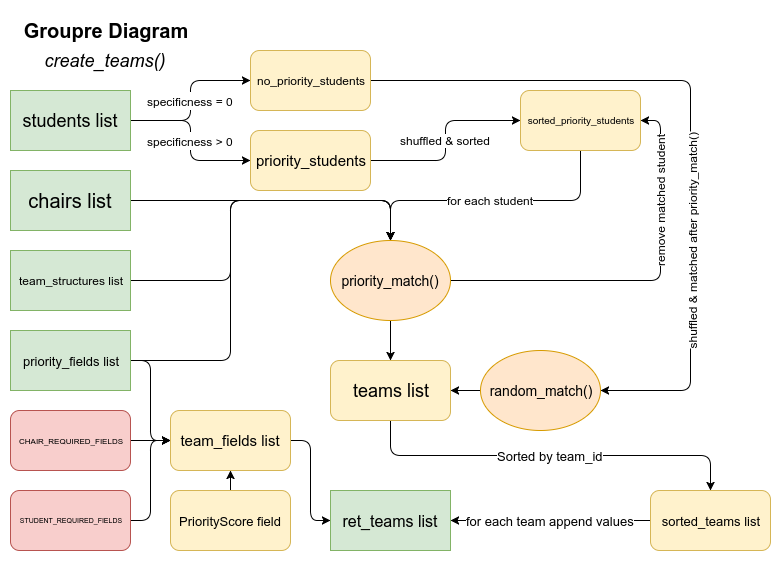 Groupre Diagram
create_teams()
no_priority_students
specificness = 0
students list
sorted_priority_students
shuffled & sorted
specificness > 0
priority_students
remove matched student
shuffled & matched after priority_match()
chairs list
for each student
team_structures list
priority_match()
priority_fields list
teams list
random_match()
CHAIR_REQUIRED_FIELDS
team_fields list
Sorted by team_id
STUDENT_REQUIRED_FIELDS
PriorityScore field
ret_teams list
for each team append values
sorted_teams list